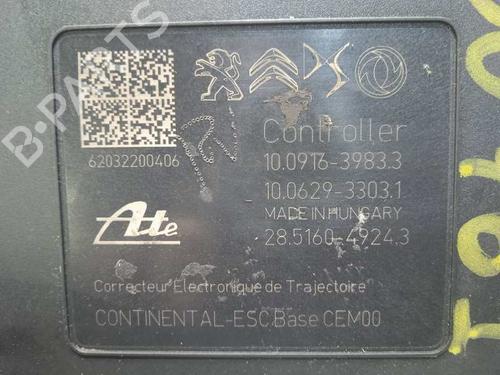 B-PARTS
62032200406
Controller
10.0916-3983.3
10.0629-3303.1
MADE IN HUNGARY
28.5160-4924.3
Ate
Correcteur Electronique de Trajectoire
CONTINENTAL-ESC Base CEM00